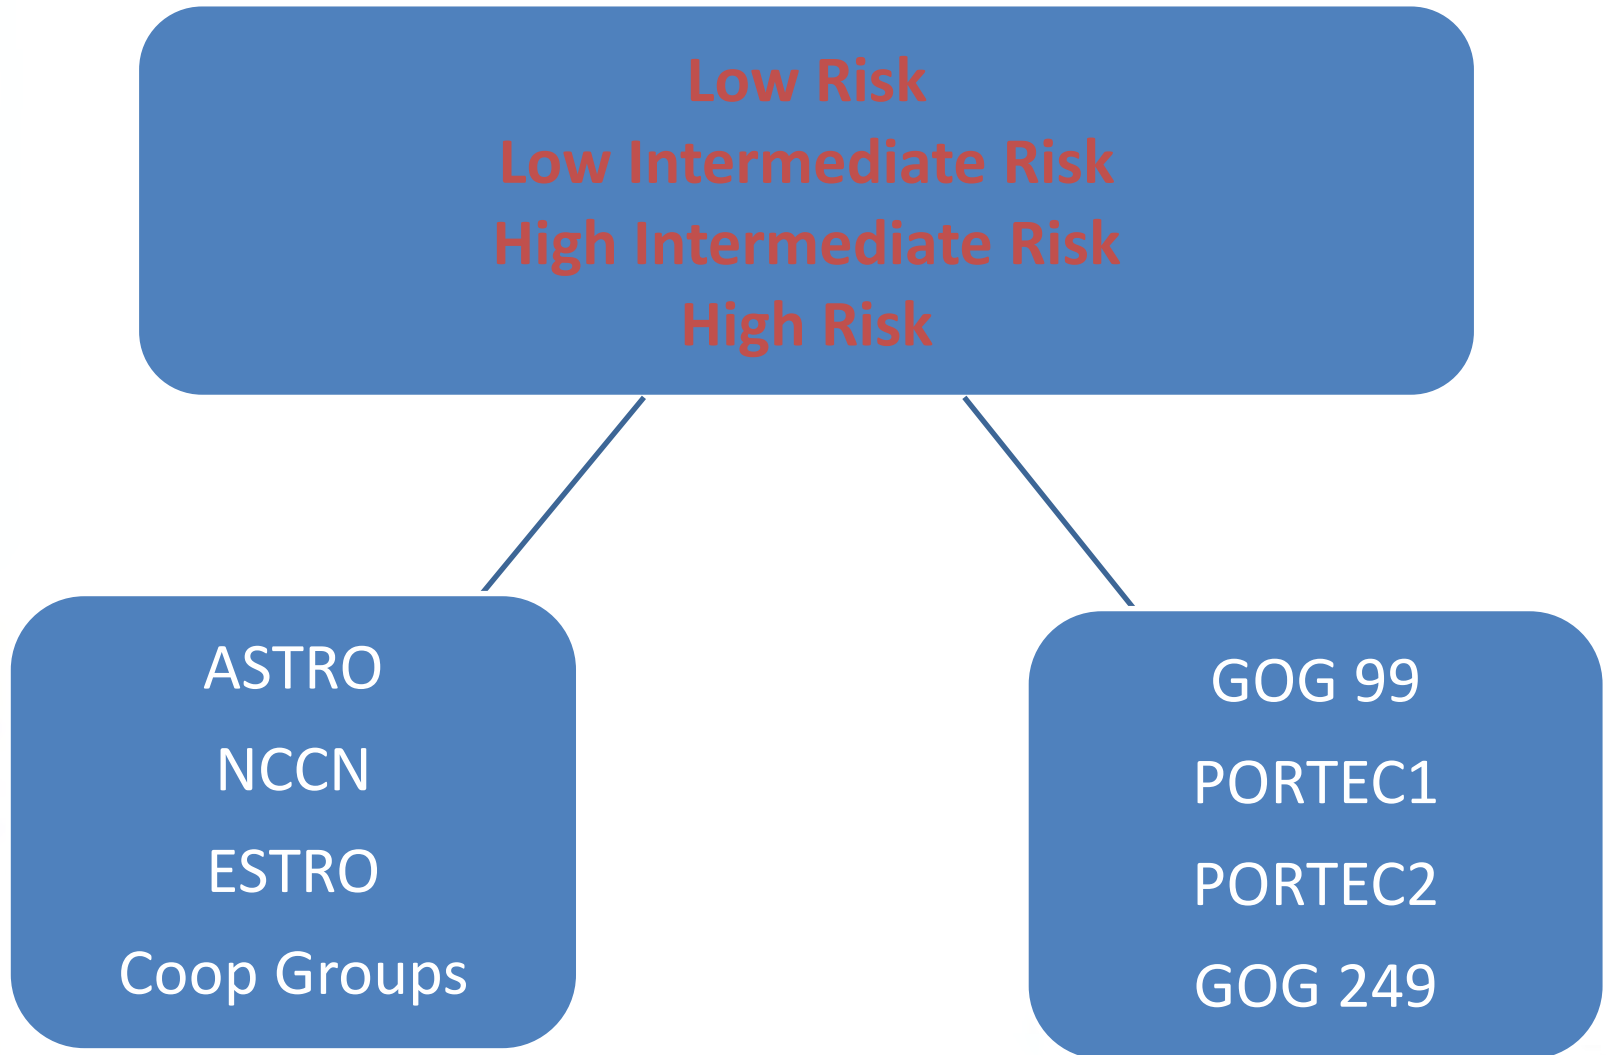 Low Risk
Low Intermediate Risk
High Intermediate Risk
High Risk
ASTRO
NCCN
ESTRO
Coop Groups
GOG 99
PORTEC1
PORTEC2
GOG 249